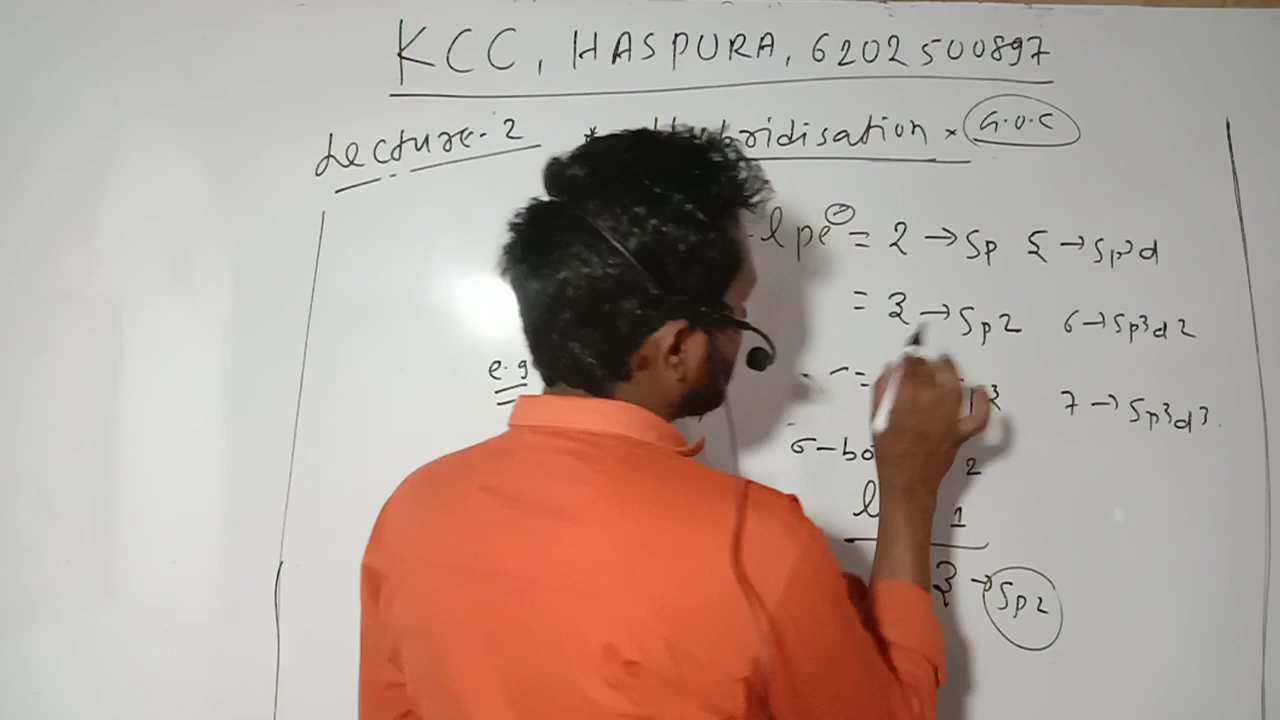 KCC, HASPURA, 6202500897
Lecture-2 * Hybridisation * G.O.C
lpe⊖ = 2 → Sp 5 → Sp3d
= 3 → Sp2 6 → Sp3d2
= p3 7 → Sp3d3.
e.g
σ-bo 2
l 1
3 → Sp2